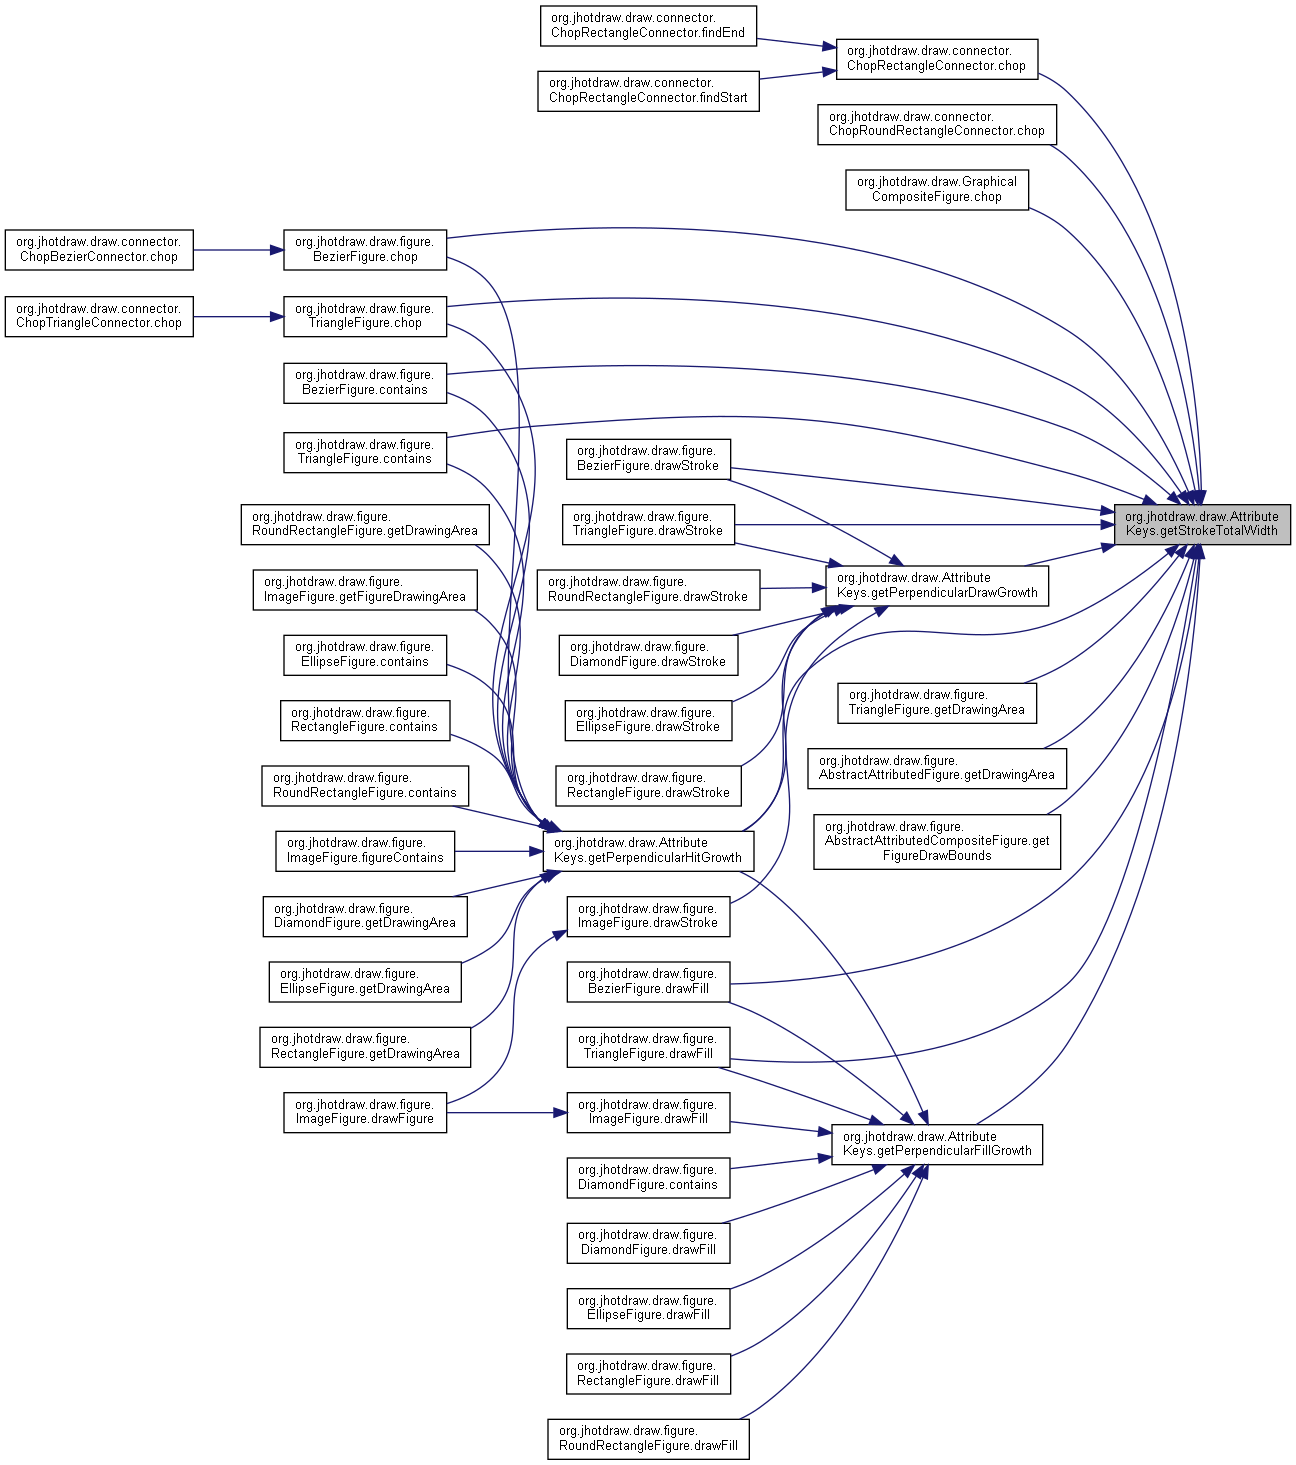 org.jhotdraw.draw.connector.
ChopRectangleConnector.findEnd
org.jhotdraw.draw.connector.
ChopRectangleConnector.chop
org.jhotdraw.draw.connector.
ChopRectangleConnector.findStart
org.jhotdraw.draw.connector.
ChopRoundRectangleConnector.chop
org.jhotdraw.draw.Graphical
CompositeFigure.chop
org.jhotdraw.draw.connector.
ChopBezierConnector.chop
org.jhotdraw.draw.figure.
BezierFigure.chop
org.jhotdraw.draw.connector.
ChopTriangleConnector.chop
org.jhotdraw.draw.figure.
TriangleFigure.chop
org.jhotdraw.draw.figure.
BezierFigure.contains
org.jhotdraw.draw.figure.
TriangleFigure.contains
org.jhotdraw.draw.figure.
BezierFigure.drawStroke
org.jhotdraw.draw.figure.
RoundRectangleFigure.getDrawingArea
org.jhotdraw.draw.figure.
TriangleFigure.drawStroke
org.jhotdraw.draw.Attribute
Keys.getStrokeTotalWidth
org.jhotdraw.draw.figure.
ImageFigure.getFigureDrawingArea
org.jhotdraw.draw.figure.
RoundRectangleFigure.drawStroke
org.jhotdraw.draw.Attribute
Keys.getPerpendicularDrawGrowth
org.jhotdraw.draw.figure.
EllipseFigure.contains
org.jhotdraw.draw.figure.
DiamondFigure.drawStroke
org.jhotdraw.draw.figure.
RectangleFigure.contains
org.jhotdraw.draw.figure.
EllipseFigure.drawStroke
org.jhotdraw.draw.figure.
TriangleFigure.getDrawingArea
org.jhotdraw.draw.figure.
RoundRectangleFigure.contains
org.jhotdraw.draw.figure.
RectangleFigure.drawStroke
org.jhotdraw.draw.figure.
AbstractAttributedFigure.getDrawingArea
org.jhotdraw.draw.figure.
ImageFigure.figureContains
org.jhotdraw.draw.Attribute
Keys.getPerpendicularHitGrowth
org.jhotdraw.draw.figure.
AbstractAttributedCompositeFigure.get
FigureDrawBounds
org.jhotdraw.draw.figure.
DiamondFigure.getDrawingArea
org.jhotdraw.draw.figure.
ImageFigure.drawStroke
org.jhotdraw.draw.figure.
EllipseFigure.getDrawingArea
org.jhotdraw.draw.figure.
BezierFigure.drawFill
org.jhotdraw.draw.figure.
RectangleFigure.getDrawingArea
org.jhotdraw.draw.figure.
TriangleFigure.drawFill
org.jhotdraw.draw.figure.
ImageFigure.drawFigure
org.jhotdraw.draw.figure.
ImageFigure.drawFill
org.jhotdraw.draw.Attribute
Keys.getPerpendicularFillGrowth
org.jhotdraw.draw.figure.
DiamondFigure.contains
org.jhotdraw.draw.figure.
DiamondFigure.drawFill
org.jhotdraw.draw.figure.
EllipseFigure.drawFill
org.jhotdraw.draw.figure.
RectangleFigure.drawFill
org.jhotdraw.draw.figure.
RoundRectangleFigure.drawFill